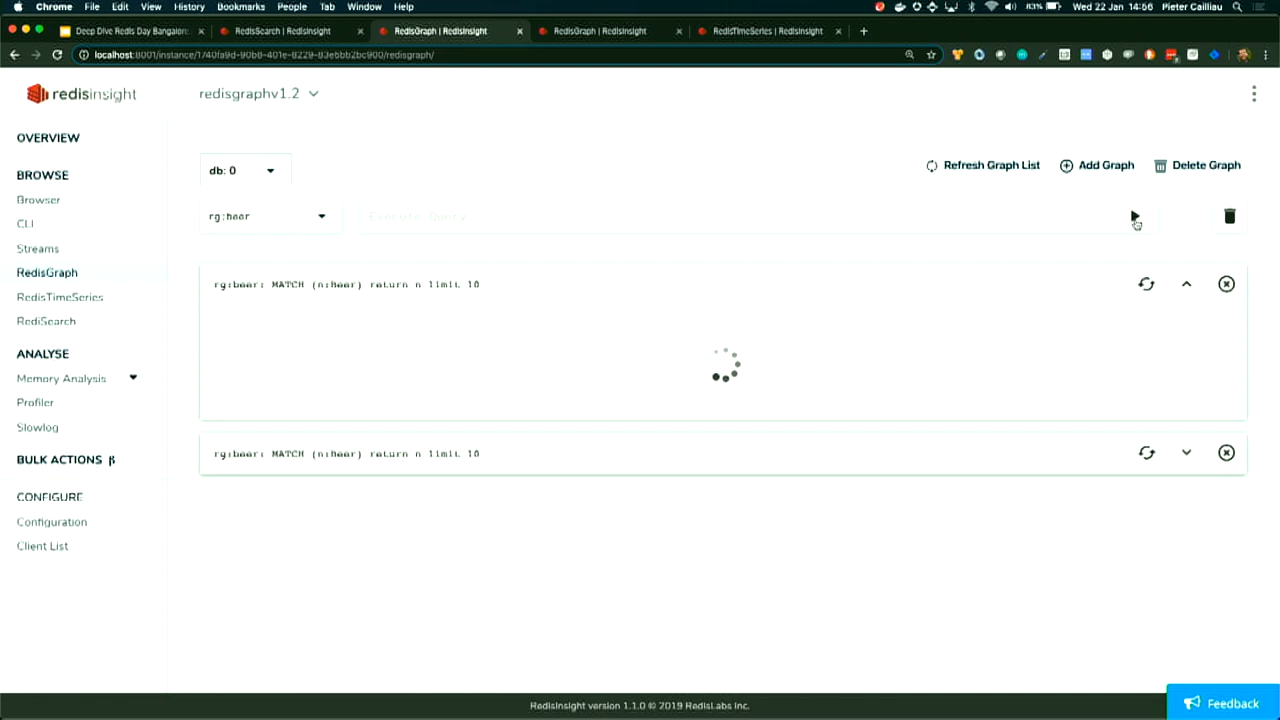 Chrome File Edit View History Bookmarks People Tab Window Help 83% Wed 22 Jan 14:56 Pieter Cailliau
Deep Dive Redis Day Bangalor RedisSearch | RedisInsight RedisGraph | RedisInsight RedisGraph | RedisInsight RedisTimeSeries | RedisInsight
localhost:8001/instance/1740fa9d-90b8-401e-8229-83ebbb2bc900/redisgraph/
redisinsight redisgraphv1.2
OVERVIEW
db: 0 Refresh Graph List Add Graph Delete Graph
BROWSE
Browser
rg:beer Execute Query
CLI
Streams
RedisGraph
rg:beer: MATCH (n:beer) return n limit 10
RedisTimeSeries
RediSearch
ANALYSE
Memory Analysis
Profiler
Slowlog
rg:beer: MATCH (n:beer) return n limit 10
BULK ACTIONS β
CONFIGURE
Configuration
Client List
RedisInsight version 1.1.0 © 2019 RedisLabs Inc.
Feedback